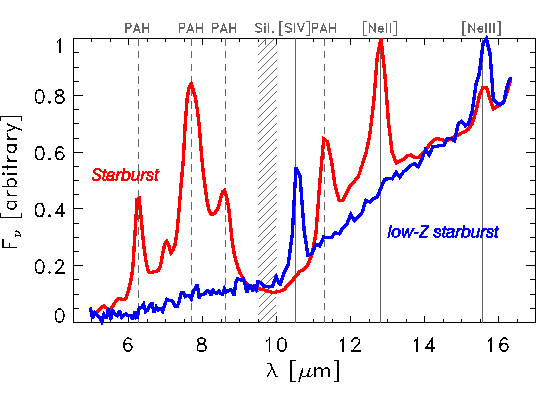 PAH PAH PAH Sil. [SIV] PAH [NeII] [NeIII]
1
0.8
0.6
0.4
0.2
0
Fν [arbitrary]
Starburst
low-Z starburst
6 8 10 12 14 16
λ [μm]